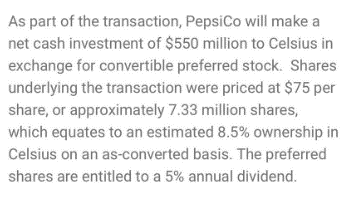 As part of the transaction, PepsiCo will make a
net cash investment of $550 million to Celsius in
exchange for convertible preferred stock.  Shares
underlying the transaction were priced at $75 per
share, or approximately 7.33 million shares,
which equates to an estimated 8.5% ownership in
Celsius on an as-converted basis. The preferred
shares are entitled to a 5% annual dividend.